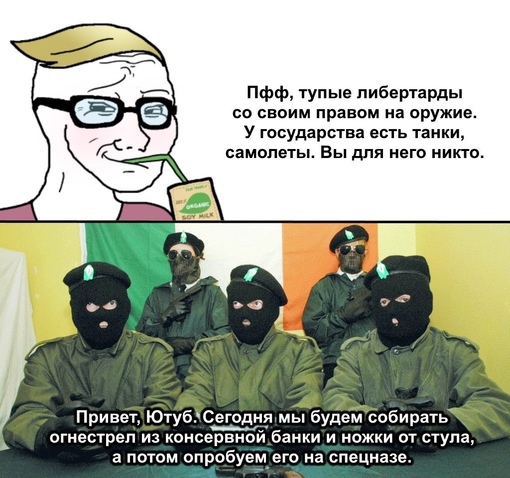 Пфф, тупые либертарды
со своим правом на оружие.
У государства есть танки,
самолеты. Вы для него никто.
ORGANIC
SOY MILK
Привет, Ютуб. Сегодня мы будем собирать
огнестрел из консервной банки и ножки от стула,
а потом опробуем его на спецназе.